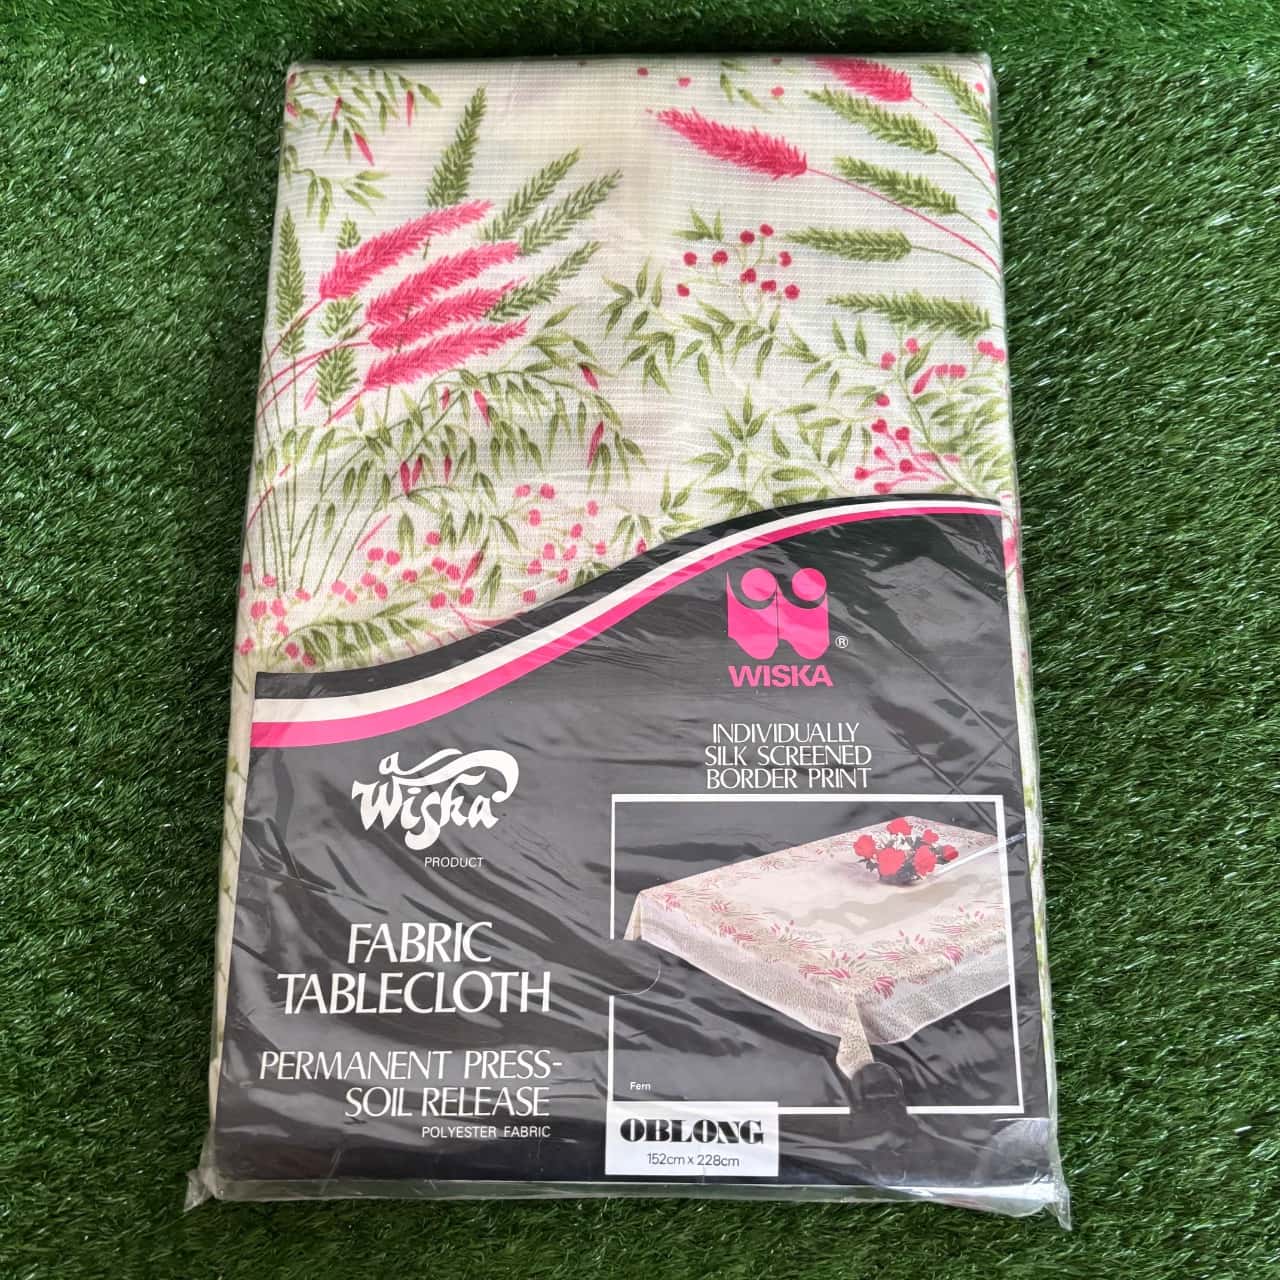 WISKA
®
INDIVIDUALLY
SILK SCREENED
BORDER PRINT
a
Wiska
PRODUCT
FABRIC
TABLECLOTH
PERMANENT PRESS-
SOIL RELEASE
POLYESTER FABRIC
Fern
OBLONG
152cm x 228cm